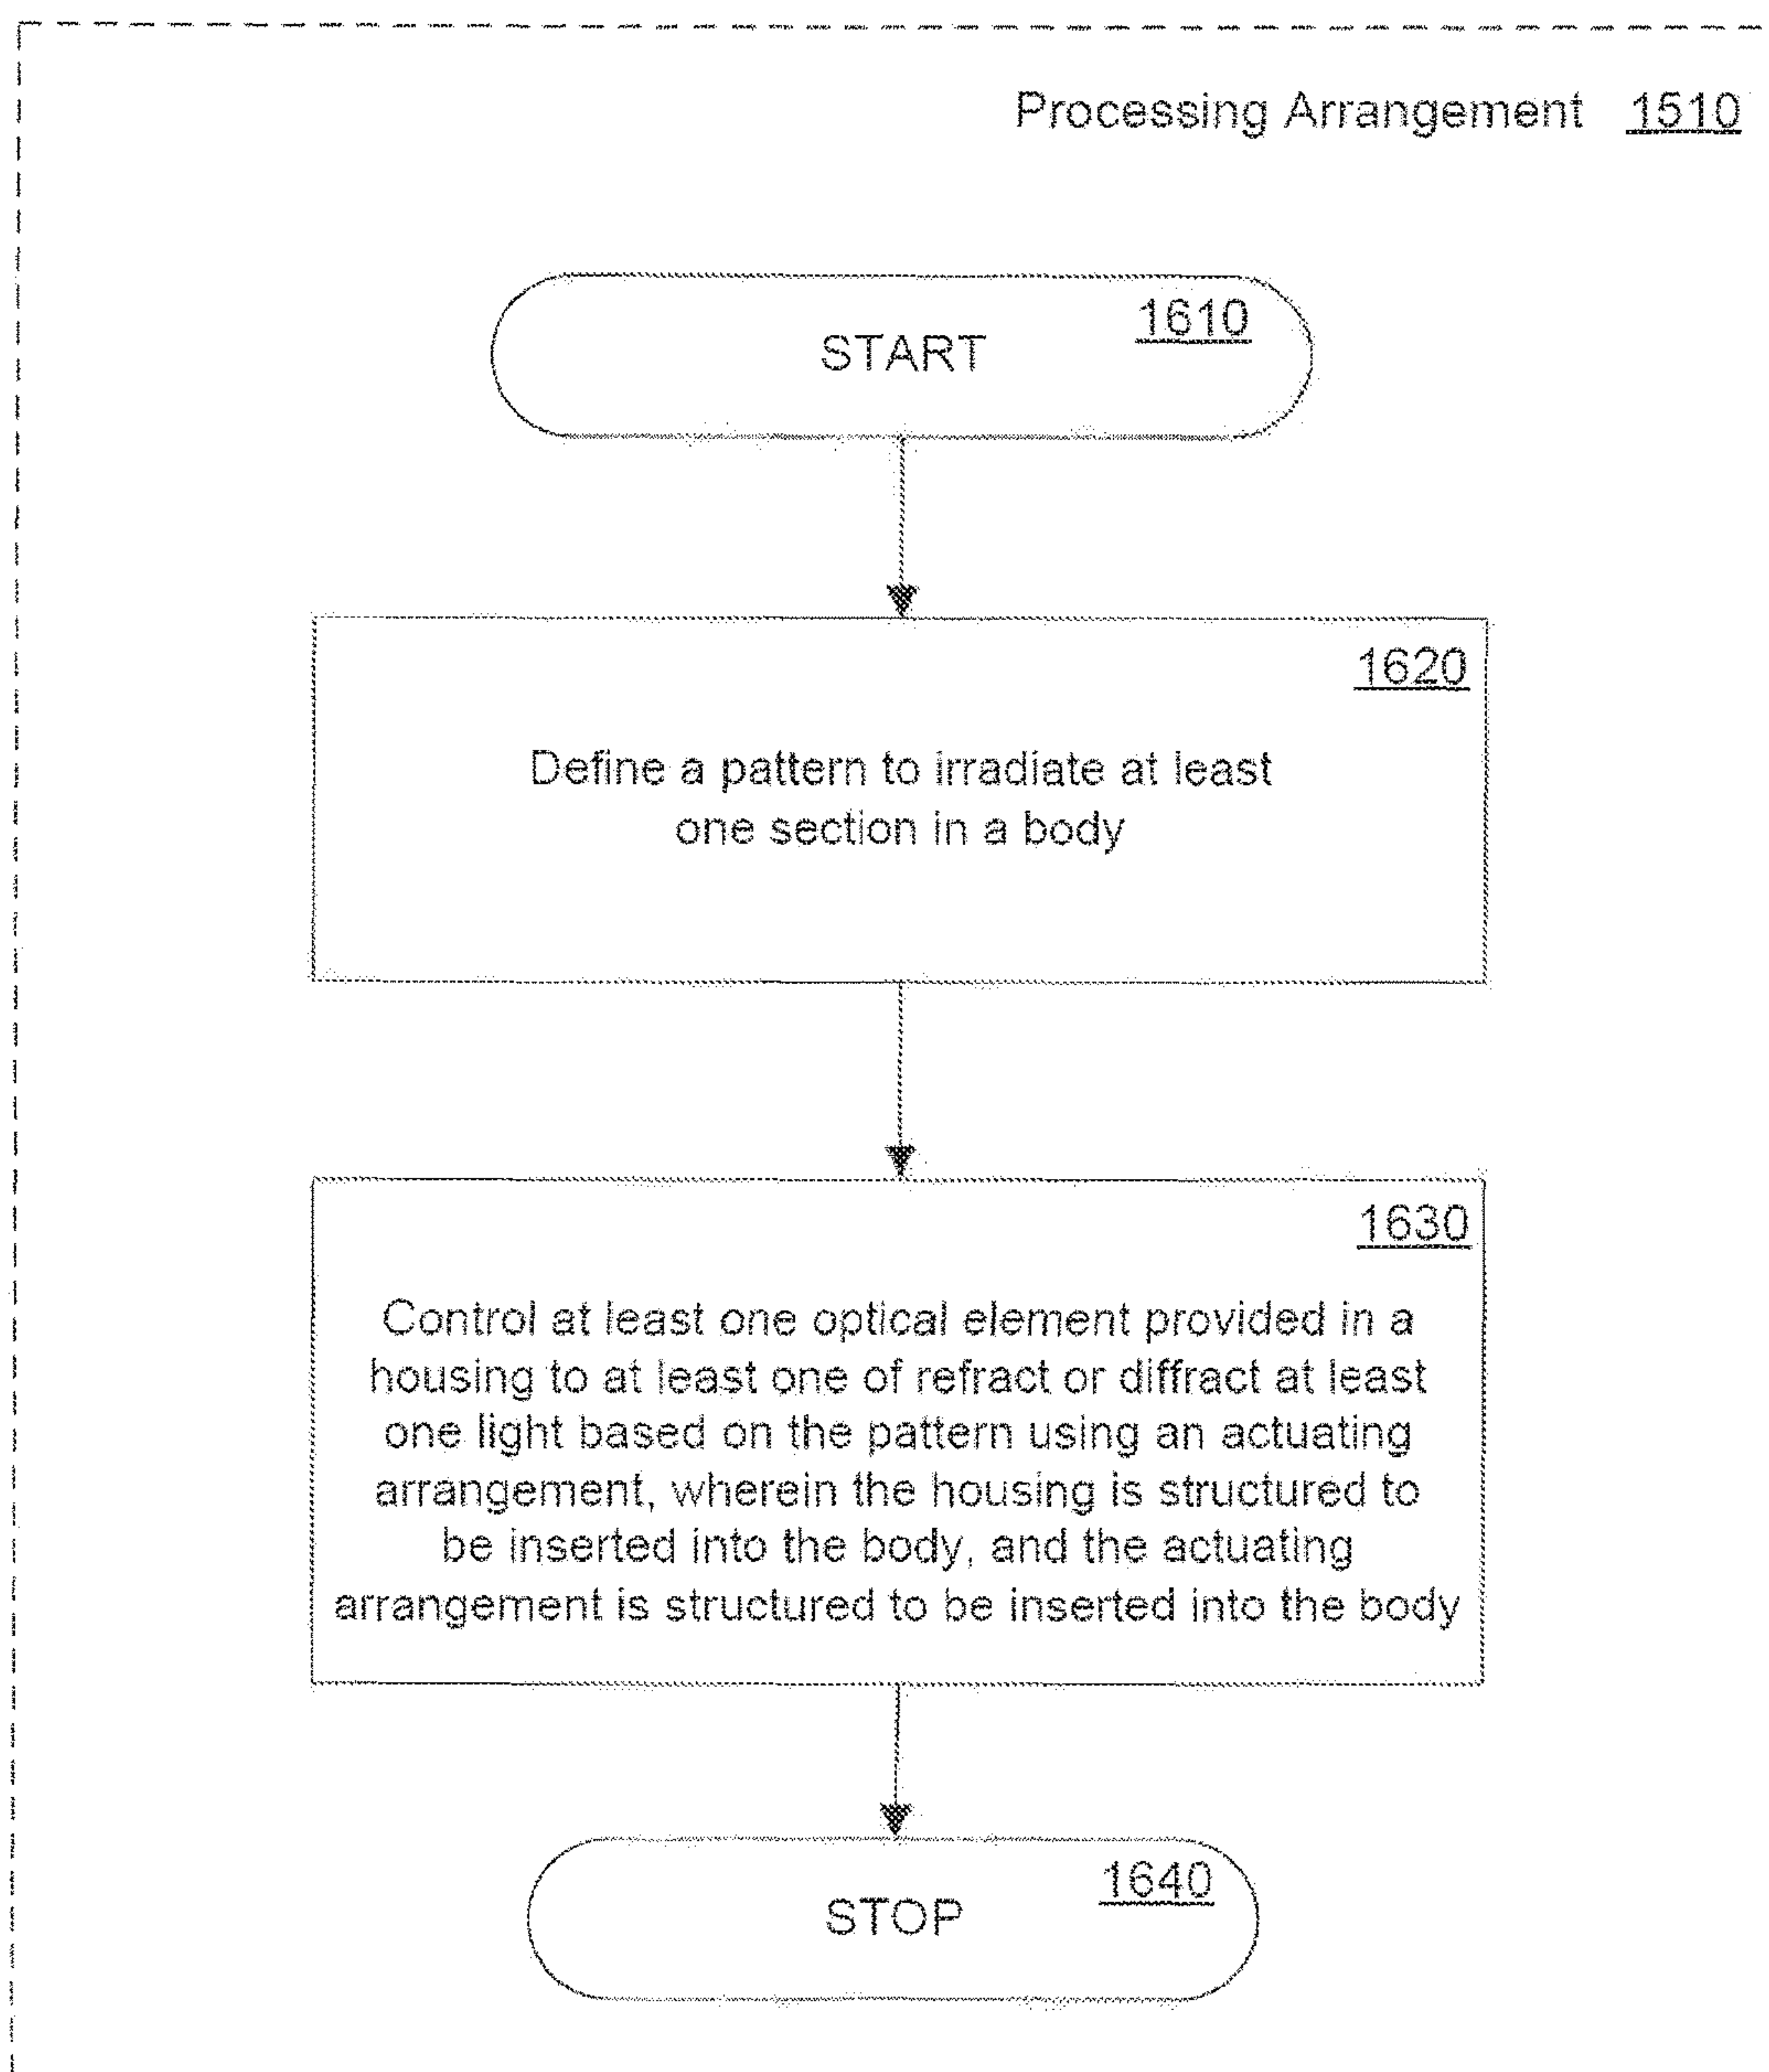 Processing Arrangement 1510
1610
START
1620
Define a pattern to irradiate at least
one section in a body
1630
Control at least one optical element provided in a
housing to at least one of refract or diffract at least
one light based on the pattern using an actuating
arrangement, wherein the housing is structured to
be inserted into the body, and the actuating
arrangement is structured to be inserted into the body
1640
STOP